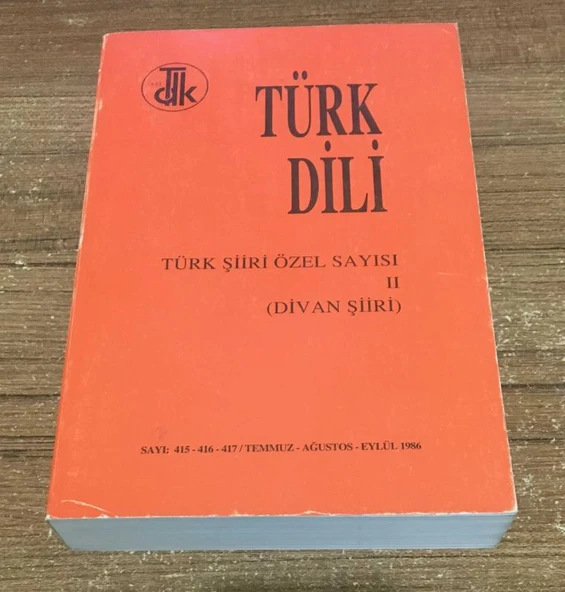 TDK
TÜRK
DİLİ
TÜRK ŞİİRİ ÖZEL SAYISI
II
(DİVAN ŞİİRİ)
SAYI: 415 - 416 - 417 / TEMMUZ - AĞUSTOS - EYLÜL 1986